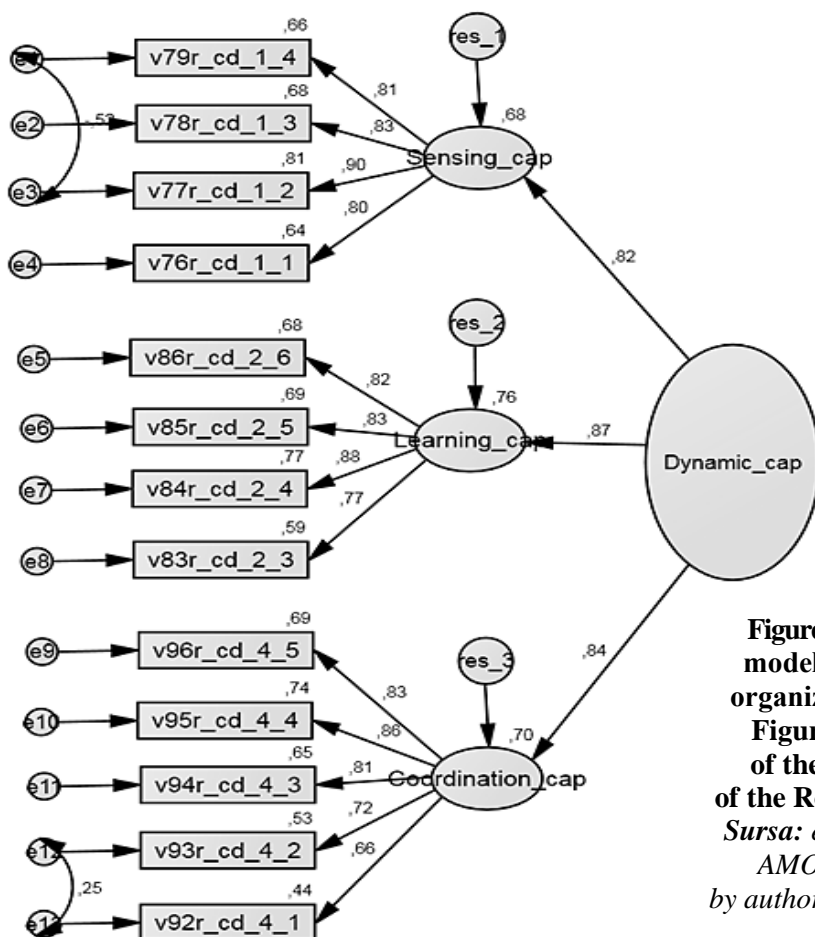 ,66
res_1
v79r_cd_1_4
,81
,68
,68
e2
,53
v78r_cd_1_3
,83
,81
Sensing_cap
e3
v77r_cd_1_2
,90
,80
,64
e4
v76r_cd_1_1
,82
,68
res_2
e5
v86r_cd_2_6
,82
,76
,69
e6
v85r_cd_2_5
,83
Learning_cap
,87
,77
,88
Dynamic_cap
e7
v84r_cd_2_4
,77
,59
e8
v83r_cd_2_3
,69
e9
v96r_cd_4_5
res_3
,84
,83
,74
e10
v95r_cd_4_4
,86
,70
,65
e11
v94r_cd_4_3
,81
Coordination_cap
,72
,53
e12
v93r_cd_4_2
,66
,25
,44
v92r_cd_4_1
Figure
model
organiz
Figur
of the
of the R
Sursa:
AMO
by author